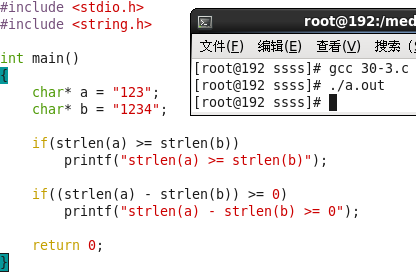 #include <stdio.h>
#include <string.h>
int main()
{
char* a = "123";
char* b = "1234";
if(strlen(a) >= strlen(b))
printf("strlen(a) >= strlen(b)");
if((strlen(a) - strlen(b)) >= 0)
printf("strlen(a) - strlen(b) >= 0");
return 0;
}
root@192:/med
文件(F) 编辑(E) 查看(V) 搜索 (
[root@192 ssss]# gcc 30-3.c
[root@192 ssss]# ./a.out
[root@192 ssss]#